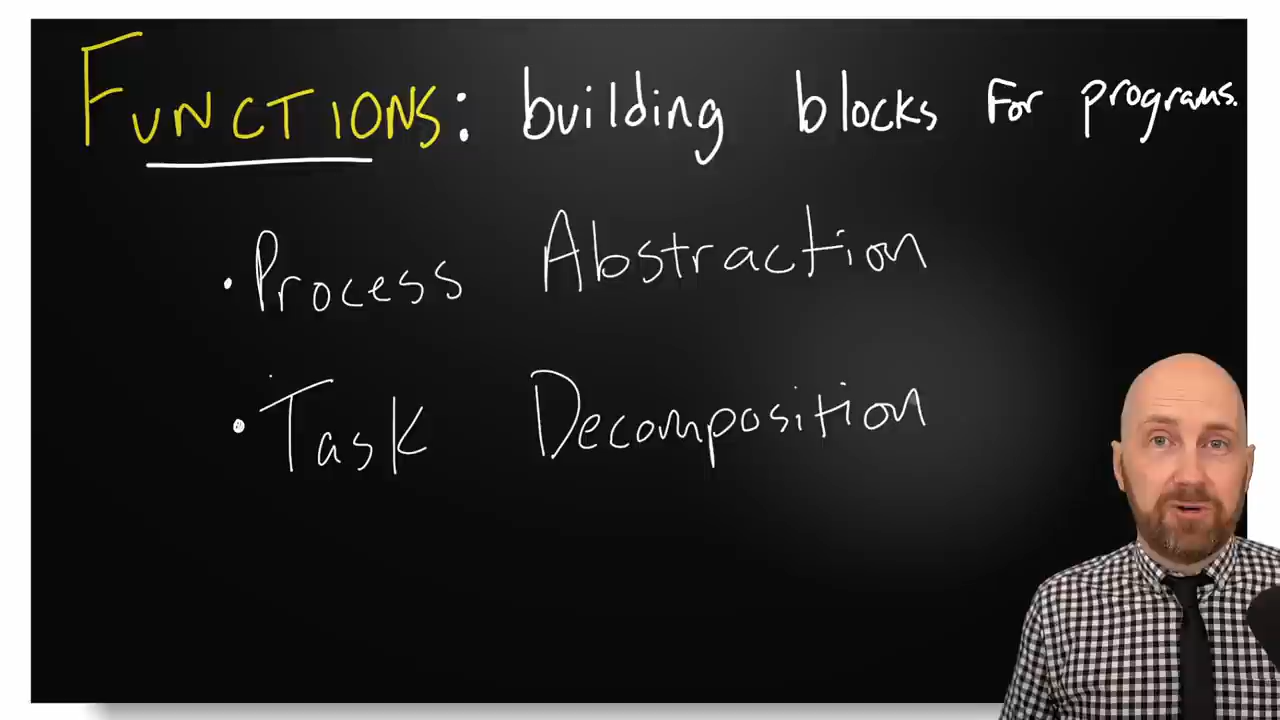 FUNCTIONS: building blocks For programs.
• Process Abstraction
• Task Decomposition